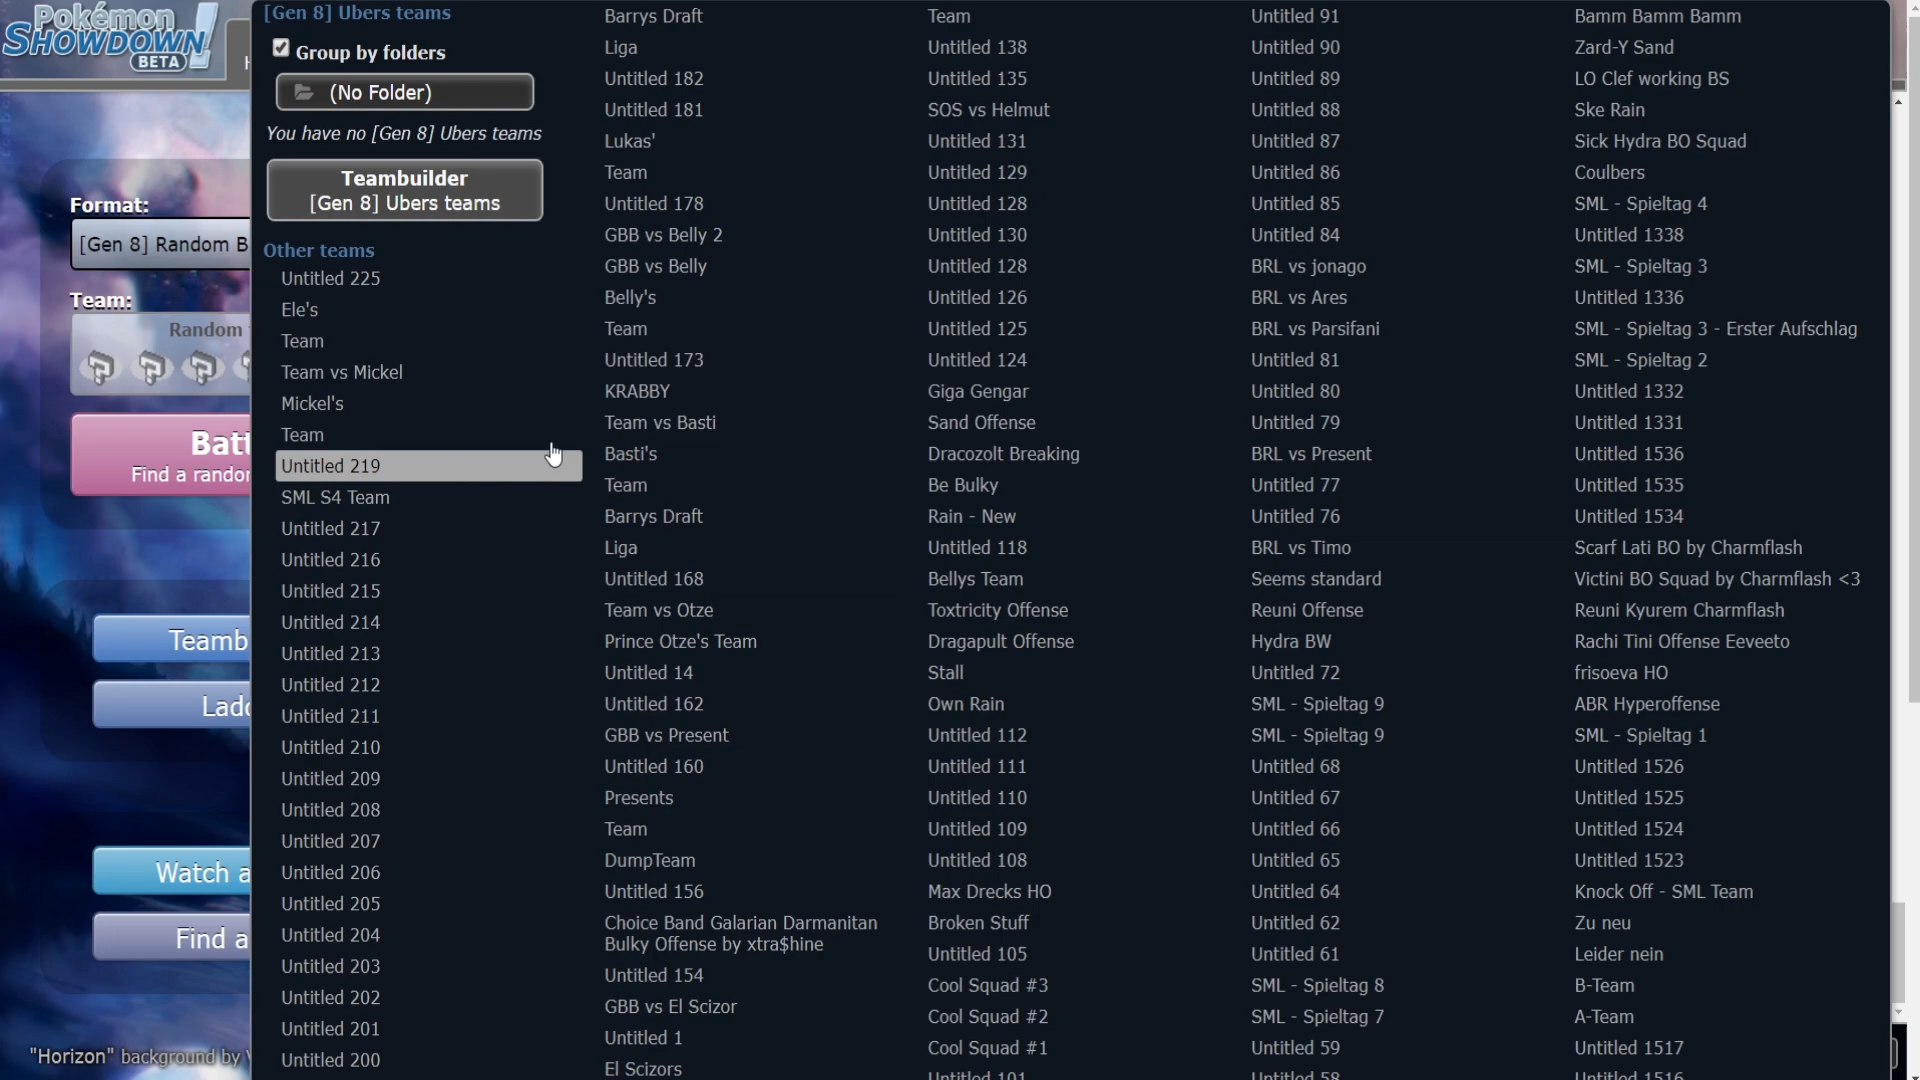 Pokémon
SHOWDOWN!
BETA
Format:
[Gen 8] Random B
Team:
Random
Batt
Find a randor
Teamb
Lado
Watch a
Find a
"Horizon" background by
[Gen 8] Ubers teams
Group by folders
(No Folder)
You have no [Gen 8] Ubers teams
Teambuilder
[Gen 8] Ubers teams
Other teams
Untitled 225
Ele's
Team
Team vs Mickel
Mickel's
Team
Untitled 219
SML S4 Team
Untitled 217
Untitled 216
Untitled 215
Untitled 214
Untitled 213
Untitled 212
Untitled 211
Untitled 210
Untitled 209
Untitled 208
Untitled 207
Untitled 206
Untitled 205
Untitled 204
Untitled 203
Untitled 202
Untitled 201
Untitled 200
Barrys Draft
Liga
Untitled 182
Untitled 181
Lukas'
Team
Untitled 178
GBB vs Belly 2
GBB vs Belly
Belly's
Team
Untitled 173
KRABBY
Team vs Basti
Basti's
Team
Barrys Draft
Liga
Untitled 168
Team vs Otze
Prince Otze's Team
Untitled 14
Untitled 162
GBB vs Present
Untitled 160
Presents
Team
DumpTeam
Untitled 156
Choice Band Galarian Darmanitan
Bulky Offense by xtra$hine
Untitled 154
GBB vs El Scizor
Untitled 1
El Scizors
Team
Untitled 138
Untitled 135
SOS vs Helmut
Untitled 131
Untitled 129
Untitled 128
Untitled 130
Untitled 128
Untitled 126
Untitled 125
Untitled 124
Giga Gengar
Sand Offense
Dracozolt Breaking
Be Bulky
Rain - New
Untitled 118
Bellys Team
Toxtricity Offense
Dragapult Offense
Stall
Own Rain
Untitled 112
Untitled 111
Untitled 110
Untitled 109
Untitled 108
Max Drecks HO
Broken Stuff
Untitled 105
Cool Squad #3
Cool Squad #2
Cool Squad #1
Untitled 101
Untitled 91
Untitled 90
Untitled 89
Untitled 88
Untitled 87
Untitled 86
Untitled 85
Untitled 84
BRL vs jonago
BRL vs Ares
BRL vs Parsifani
Untitled 81
Untitled 80
Untitled 79
BRL vs Present
Untitled 77
Untitled 76
BRL vs Timo
Seems standard
Reuni Offense
Hydra BW
Untitled 72
SML - Spieltag 9
SML - Spieltag 9
Untitled 68
Untitled 67
Untitled 66
Untitled 65
Untitled 64
Untitled 62
Untitled 61
SML - Spieltag 8
SML - Spieltag 7
Untitled 59
Untitled 58
Bamm Bamm Bamm
Zard-Y Sand
LO Clef working BS
Ske Rain
Sick Hydra BO Squad
Coulbers
SML - Spieltag 4
Untitled 1338
SML - Spieltag 3
Untitled 1336
SML - Spieltag 3 - Erster Aufschlag
SML - Spieltag 2
Untitled 1332
Untitled 1331
Untitled 1536
Untitled 1535
Untitled 1534
Scarf Lati BO by Charmflash
Victini BO Squad by Charmflash <3
Reuni Kyurem Charmflash
Rachi Tini Offense Eeveeto
frisoeva HO
ABR Hyperoffense
SML - Spieltag 1
Untitled 1526
Untitled 1525
Untitled 1524
Untitled 1523
Knock Off - SML Team
Zu neu
Leider nein
B-Team
A-Team
Untitled 1517
Untitled 1516